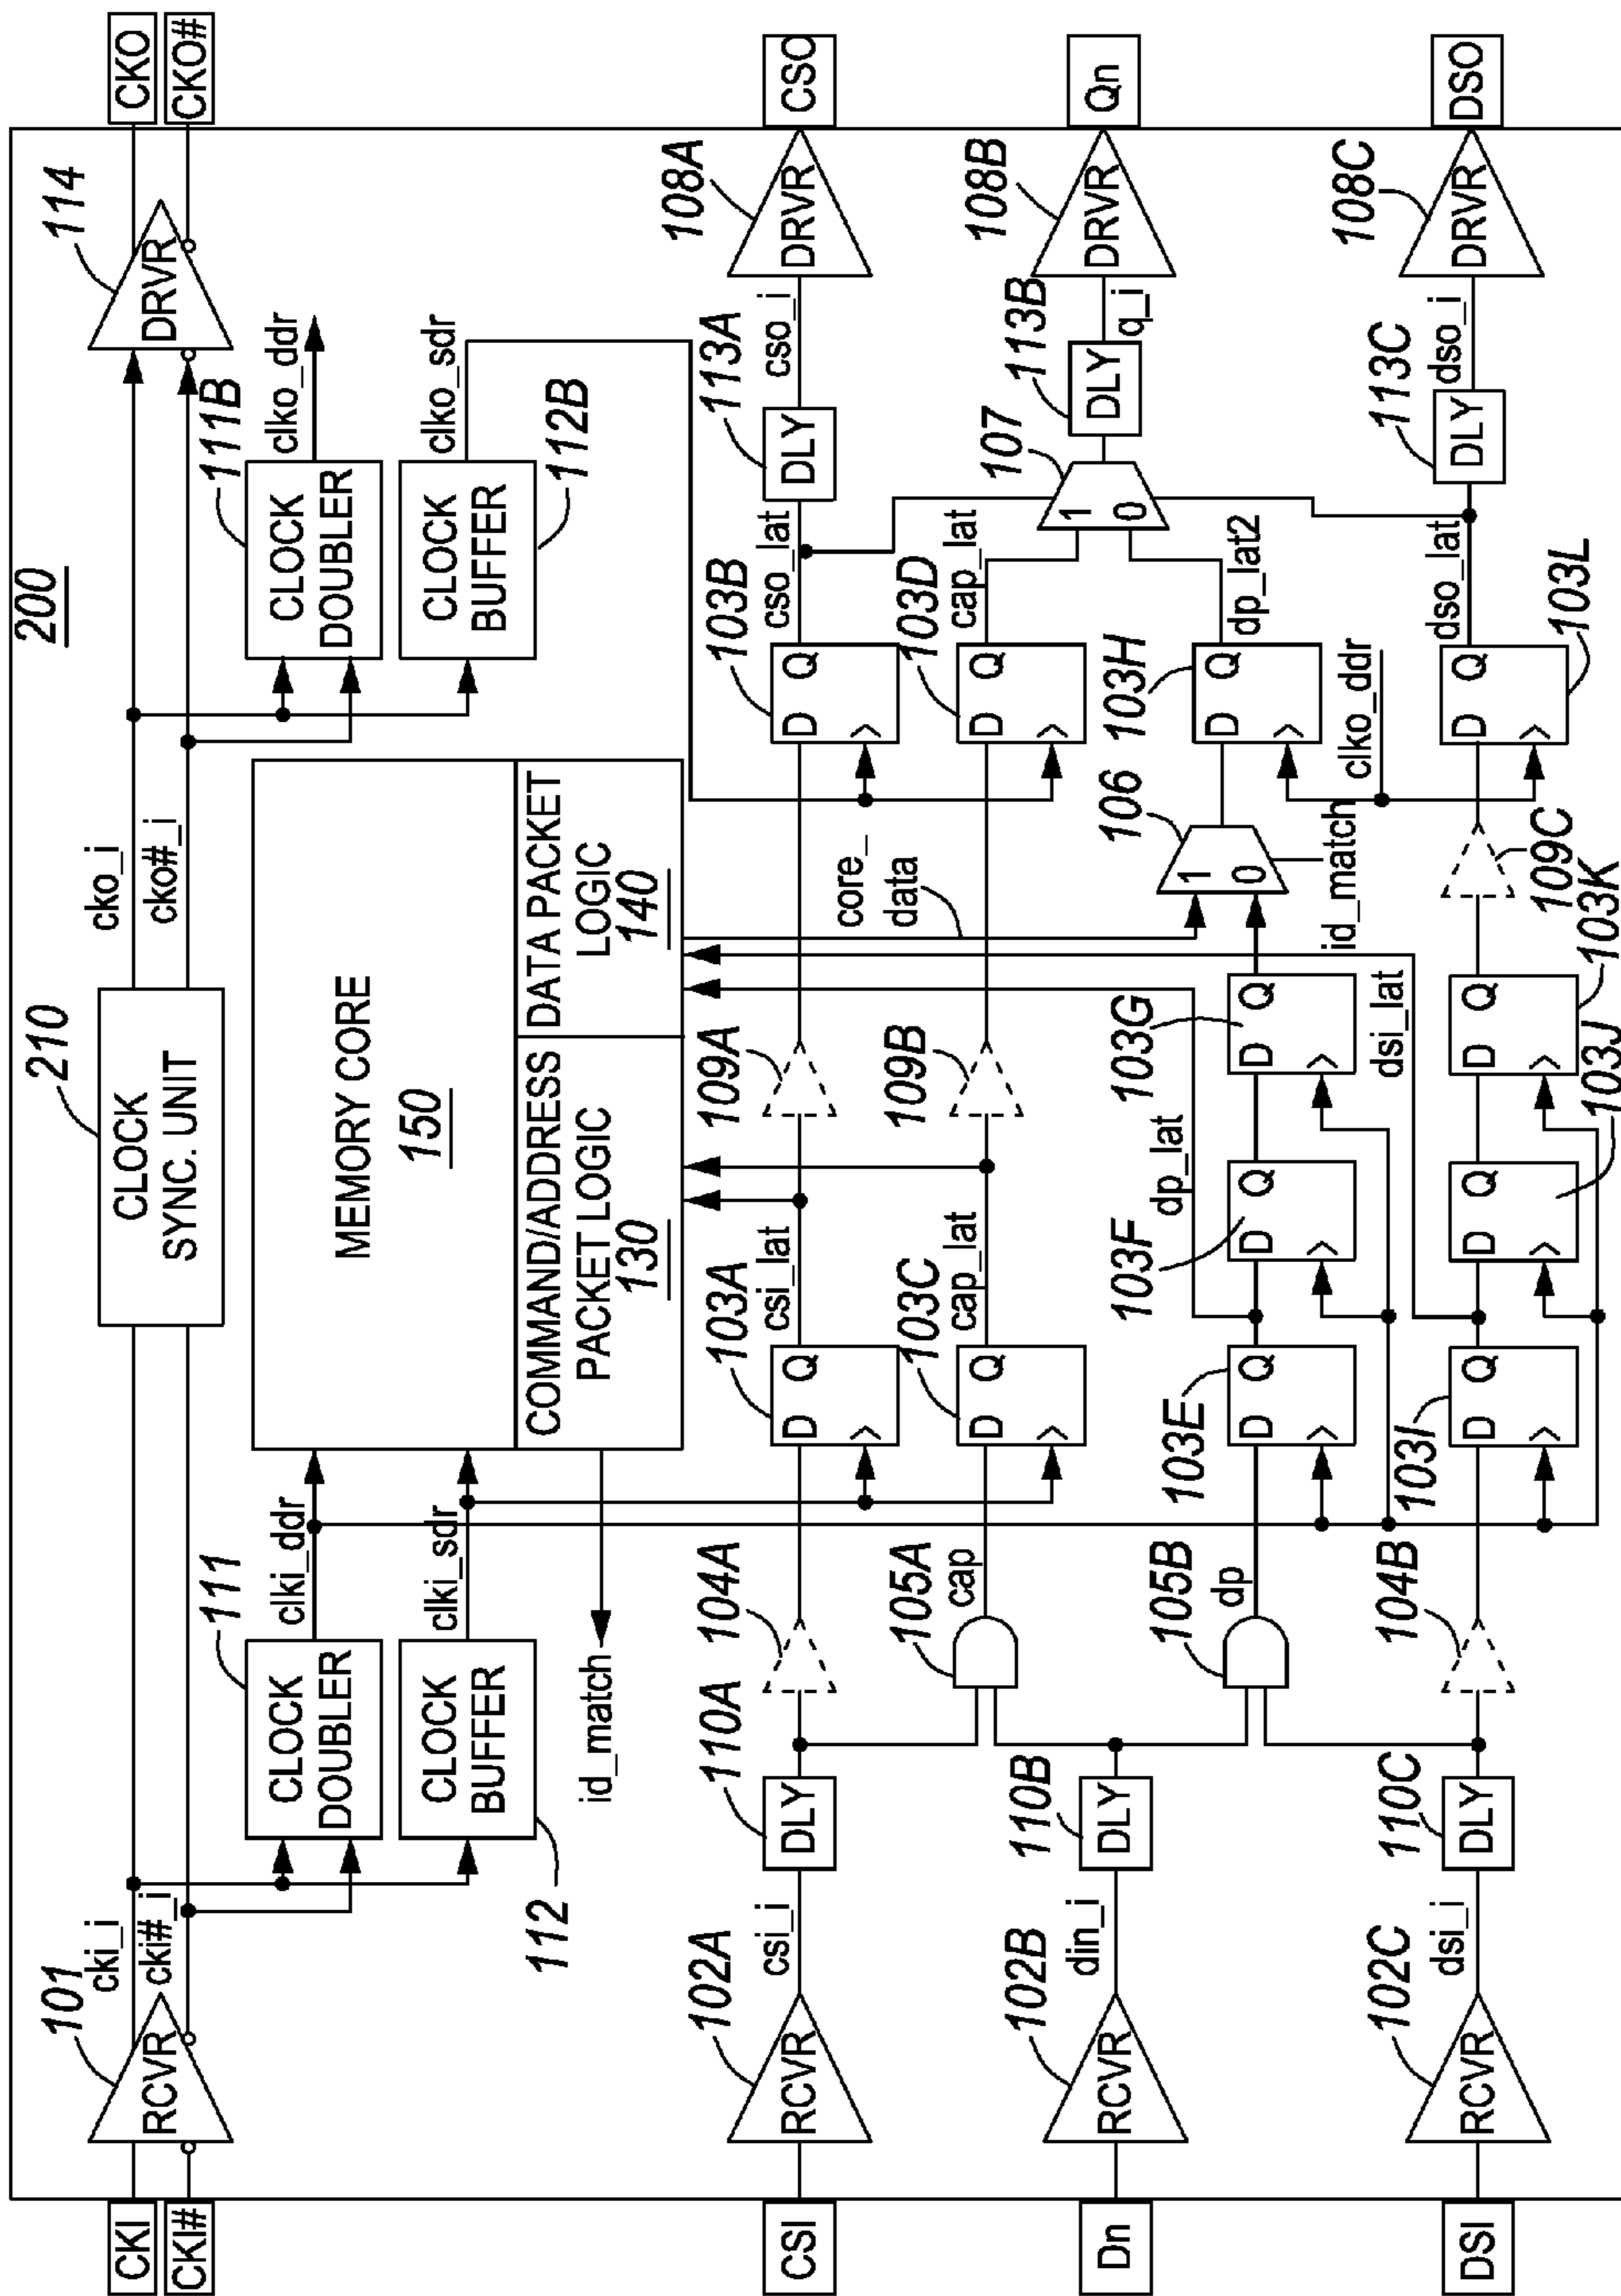 200
CKI
CKI#
RCVR
101
cki_i
cki#_i
CLOCK
SYNC. UNIT
210
cko_i
cko#_i
DRVR
114
CKO
CKO#
CLOCK
DOUBLER
111
clki_ddr
CLOCK
BUFFER
112
clki_sdr
id_match
MEMORY CORE
150
COMMAND/ADDRESS
PACKET LOGIC
130
DATA PACKET
LOGIC
140
core_
data
CLOCK
DOUBLER
111B
clko_ddr
CLOCK
BUFFER
112B
clko_sdr
CSI
RCVR
102A
csi_i
DLY
110A
104A
D Q
103A
csi_lat
109A
D Q
103B
cso_lat
DLY
113A
cso_i
DRVR
108A
CSO
105A
cap
D Q
103C
cap_lat
109B
D Q
103D
cap_lat
1
0
107
DLY
113B
q_i
DRVR
108B
Qn
Dn
RCVR
102B
din_i
DLY
110B
105B
dp
D Q
103E
dp_lat
D Q
103F
D Q
103G
1
0
106
id_match
D Q
103H
dp_lat2
clko_ddr
DSI
RCVR
102C
dsi_i
DLY
110C
104B
D Q
103I
dsi_lat
D Q
103J
D Q
103K
109C
D Q
103L
dso_lat
DLY
113C
dso_i
DRVR
108C
DSO